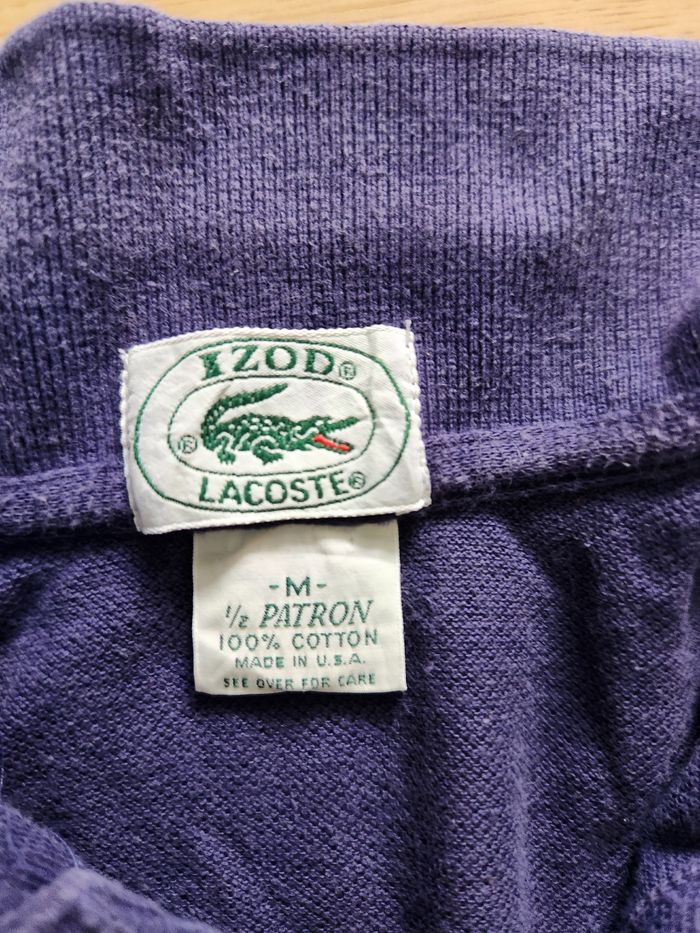 IZOD®
®
LACOSTE®
-M-
1/2 PATRON
100% COTTON
MADE IN U.S.A.
SEE OVER FOR CARE